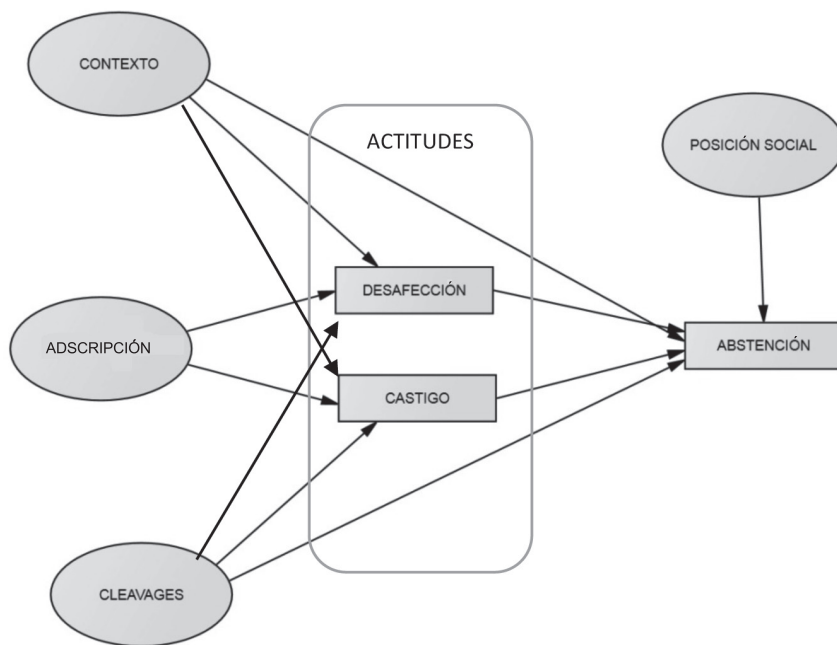 CONTEXTO
ACTITUDES
POSICIÓN SOCIAL
DESAFECCIÓN
ADSCRIPCIÓN
ABSTENCIÓN
CASTIGO
CLEAVAGES